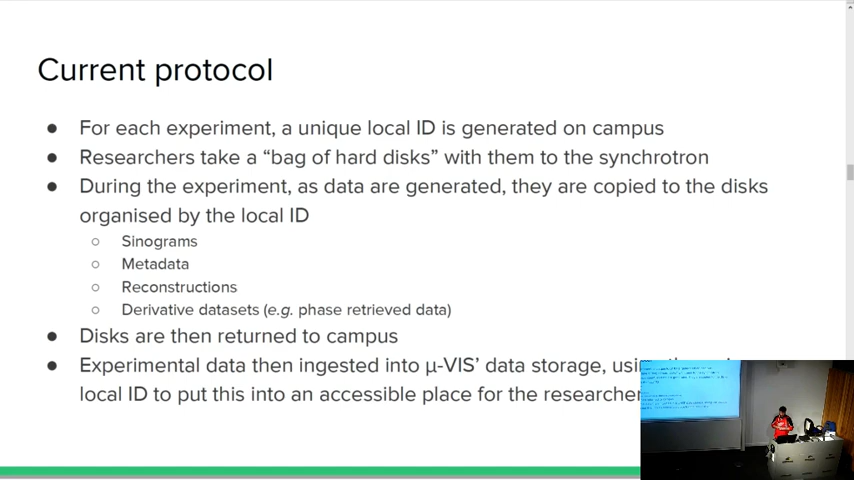 Current protocol
● For each experiment, a unique local ID is generated on campus
● Researchers take a “bag of hard disks” with them to the synchrotron
● During the experiment, as data are generated, they are copied to the disks
organised by the local ID
○ Sinograms
○ Metadata
○ Reconstructions
○ Derivative datasets (e.g. phase retrieved data)
● Disks are then returned to campus
● Experimental data then ingested into μ-VIS’ data storage,
local ID to put this into an accessible place for the researcher